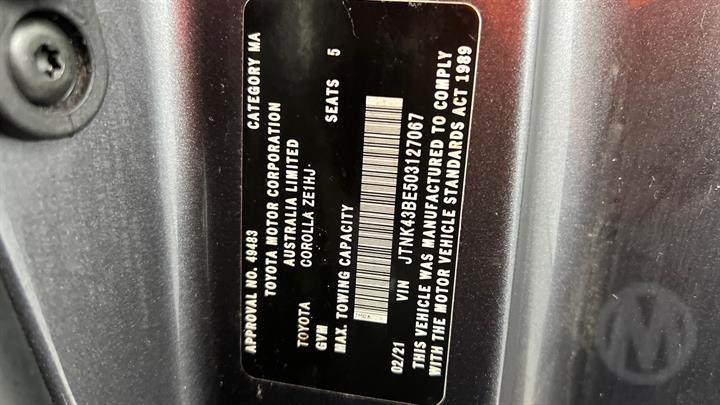 APPROVAL NO. 49483 CATEGORY MA
TOYOTA MOTOR CORPORATION
AUSTRALIA LIMITED
TOYOTA COROLLA ZE1HJ
GVM SEATS 5
MAX. TOWING CAPACITY
02/21 VIN JTNK43BE503127067
THIS VEHICLE WAS MANUFACTURED TO COMPLY
WITH THE MOTOR VEHICLE STANDARDS ACT 1989
M